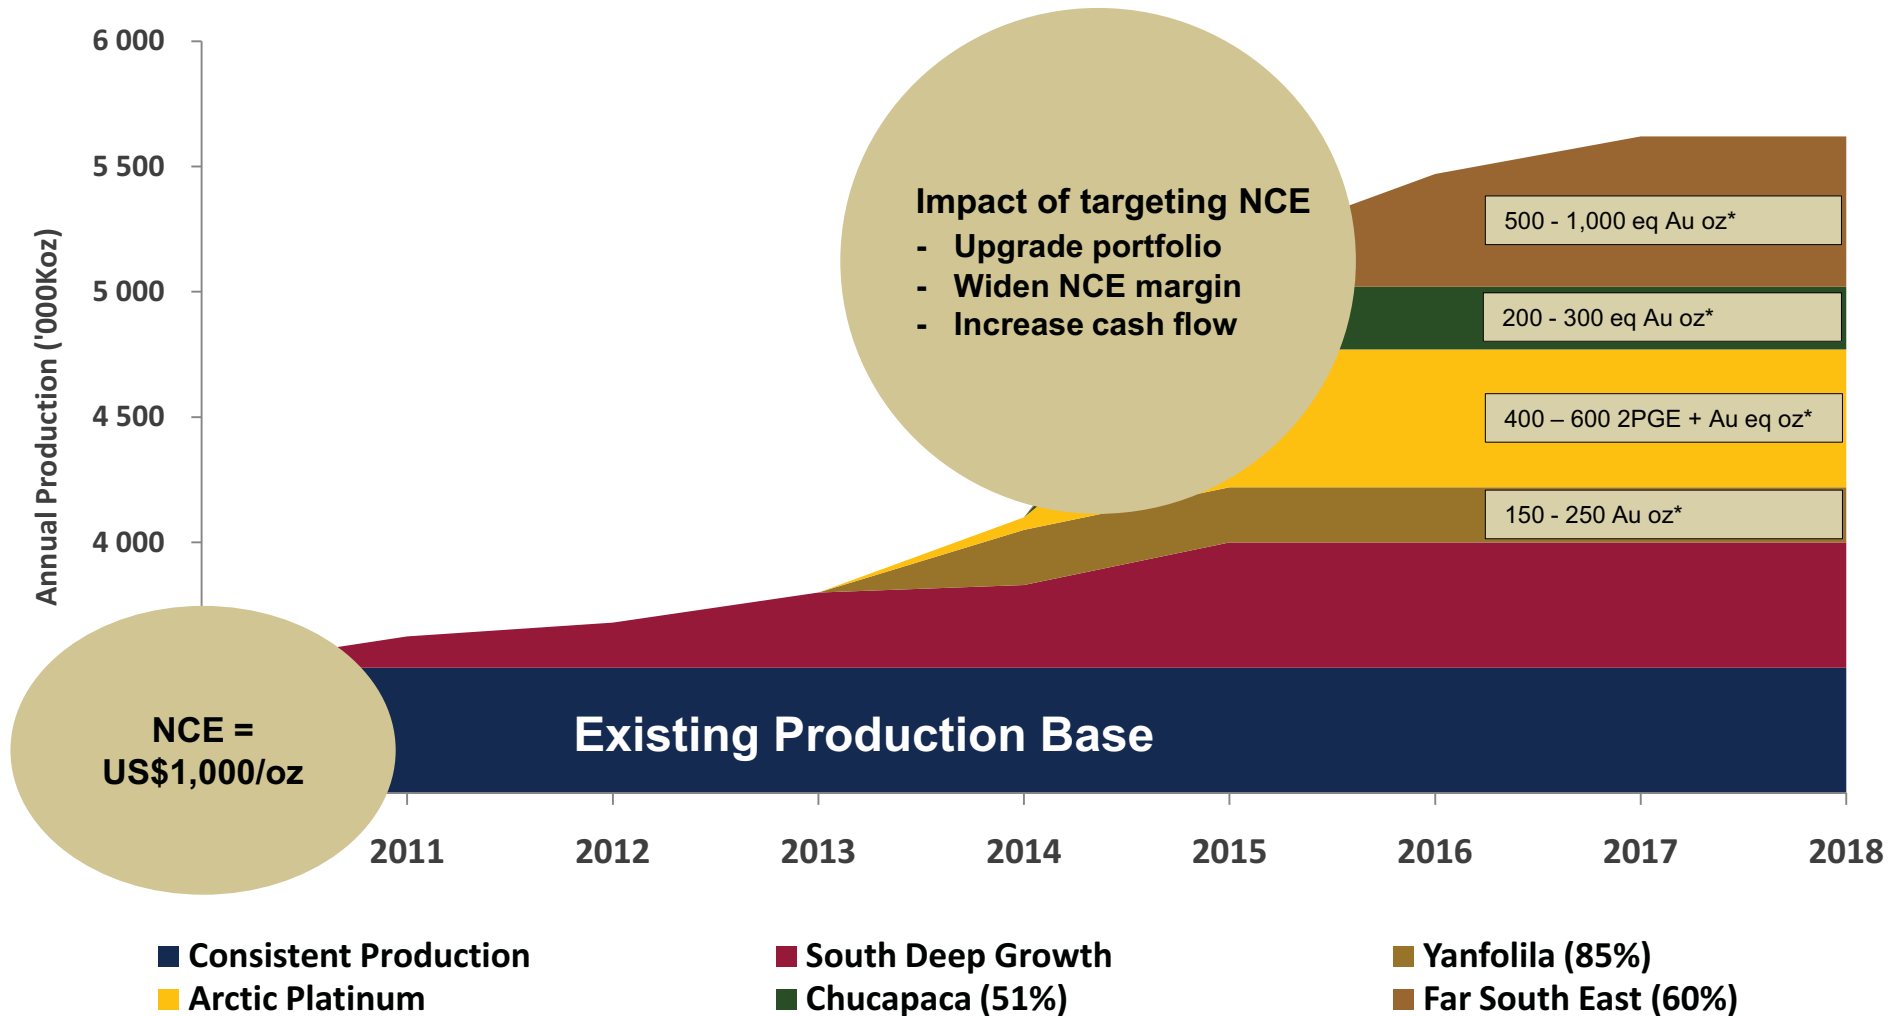 6 000
5 500
5 000
4 500
4 000
Annual Production ('000Koz)
Impact of targeting NCE
- Upgrade portfolio
- Widen NCE margin
- Increase cash flow
500 - 1,000 eq Au oz*
200 - 300 eq Au oz*
400 – 600 2PGE + Au eq oz*
150 - 250 Au oz*
NCE =
US$1,000/oz
Existing Production Base
2011 2012 2013 2014 2015 2016 2017 2018
Consistent Production South Deep Growth Yanfolila (85%)
Arctic Platinum Chucapaca (51%) Far South East (60%)